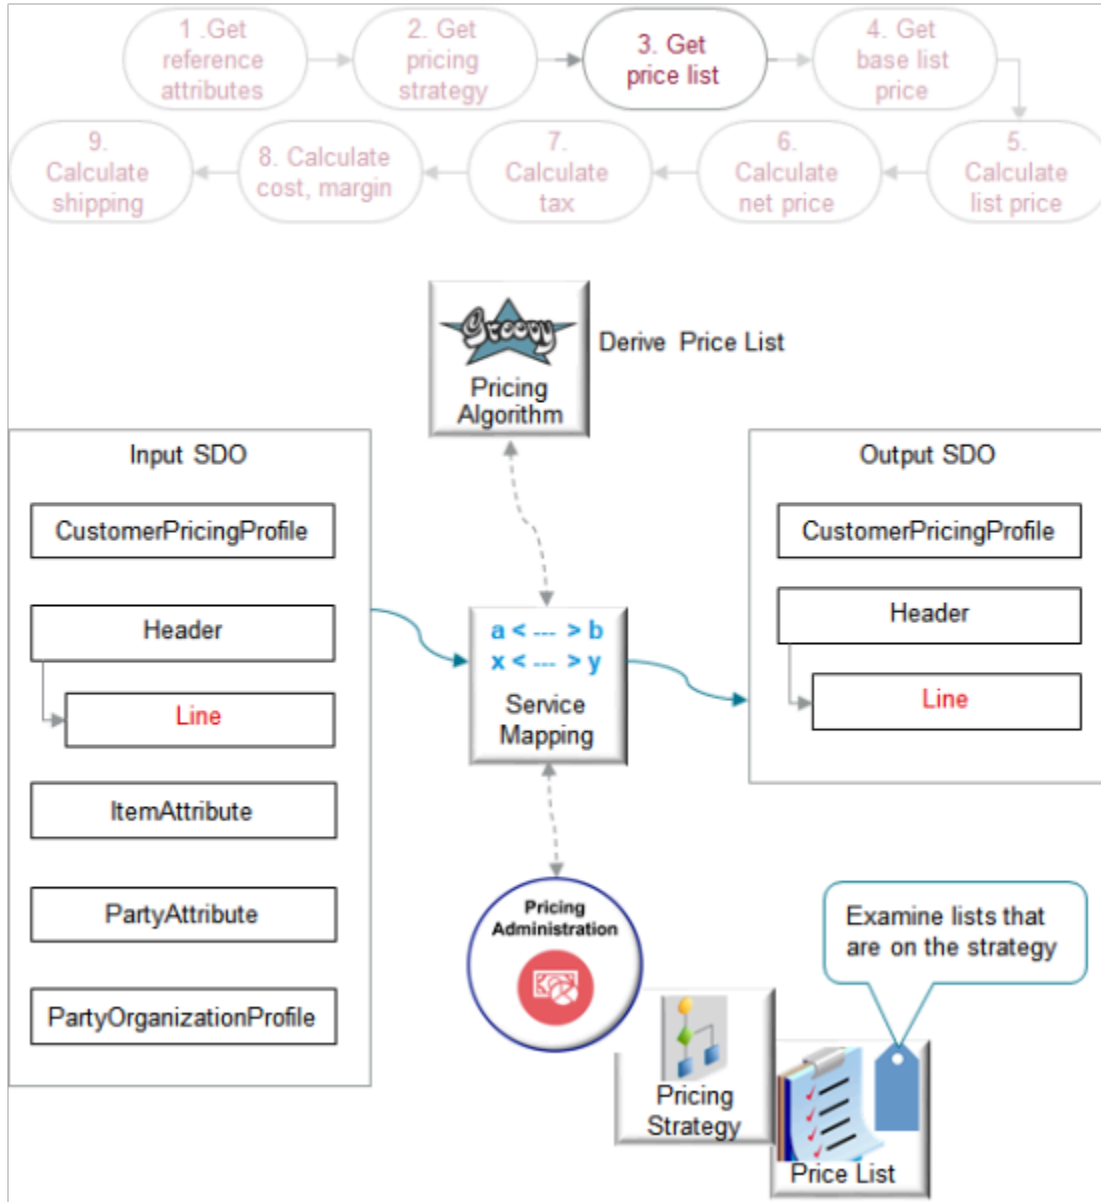 1 .Get
reference
attributes
2. Get
pricing
strategy
3. Get
price list
4. Get
base list
price
9.
Calculate
shipping
8. Calculate
cost, margin
7.
Calculate
tax
6.
Calculate
net price
5.
Calculate
list price
Groovy
Pricing
Algorithm
Derive Price List
Input SDO
CustomerPricingProfile
Header
Line
ItemAttribute
PartyAttribute
PartyOrganizationProfile
a < --- > b
x < --- > y
Service
Mapping
Output SDO
CustomerPricingProfile
Header
Line
Pricing
Administration
Examine lists that
are on the strategy
Pricing
Strategy
Price List